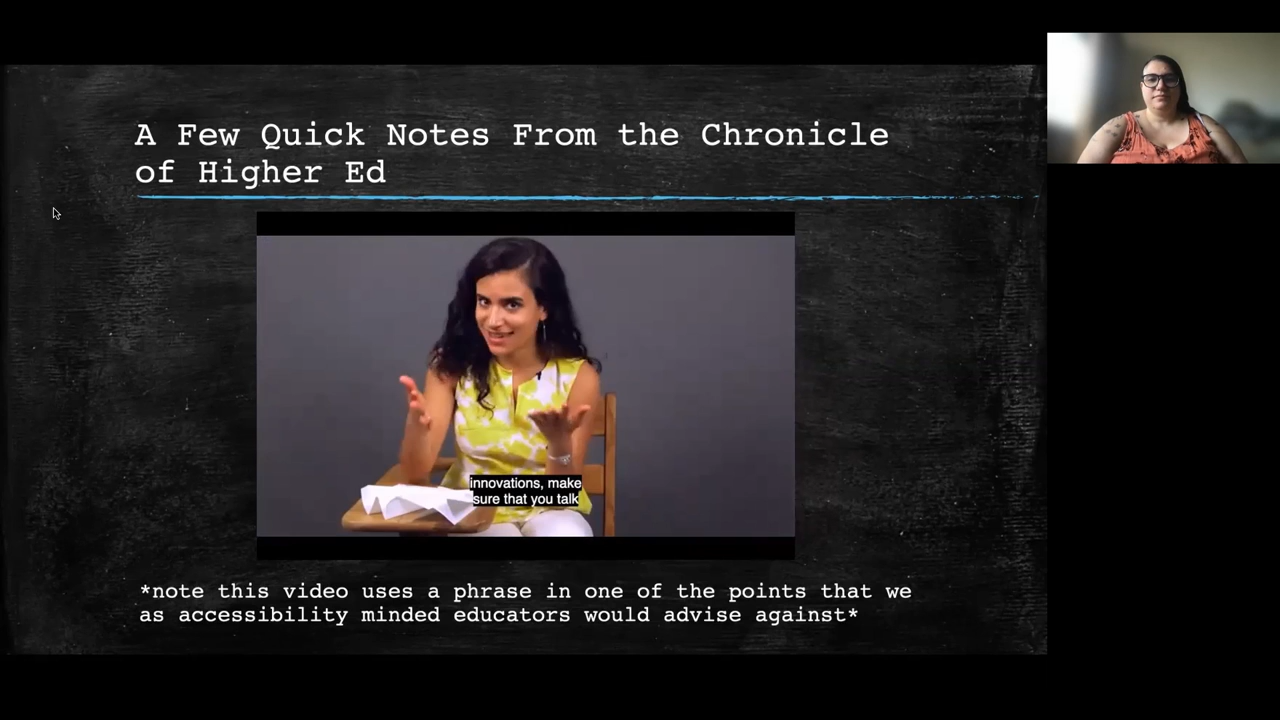 A Few Quick Notes From the Chronicle
of Higher Ed
innovations, make
sure that you talk
*note this video uses a phrase in one of the points that we
as accessibility minded educators would advise against*